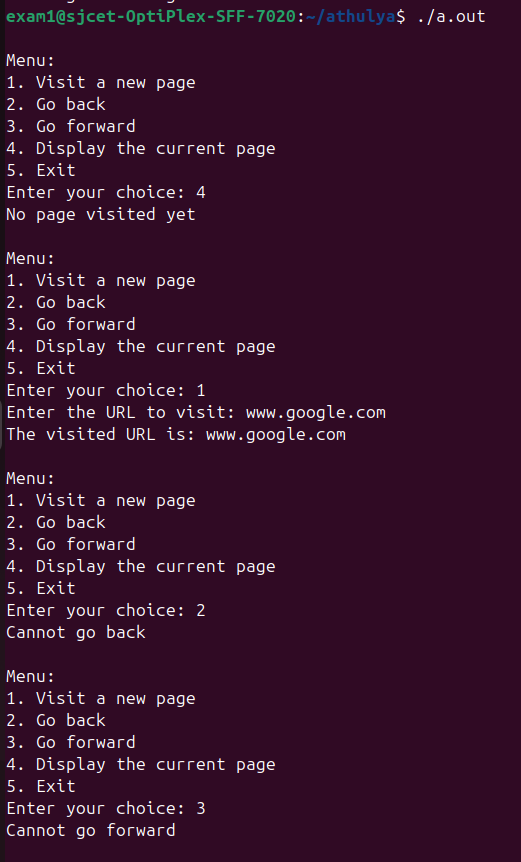 exam1@sjcet-OptiPlex-SFF-7020:~/athulya$ ./a.out
Menu:
1. Visit a new page
2. Go back
3. Go forward
4. Display the current page
5. Exit
Enter your choice: 4
No page visited yet
Menu:
1. Visit a new page
2. Go back
3. Go forward
4. Display the current page
5. Exit
Enter your choice: 1
Enter the URL to visit: www.google.com
The visited URL is: www.google.com
Menu:
1. Visit a new page
2. Go back
3. Go forward
4. Display the current page
5. Exit
Enter your choice: 2
Cannot go back
Menu:
1. Visit a new page
2. Go back
3. Go forward
4. Display the current page
5. Exit
Enter your choice: 3
Cannot go forward